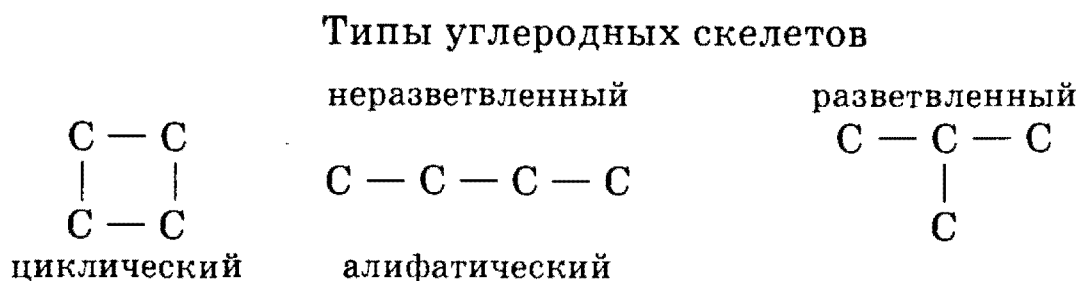 Типы углеродных скелетов
неразветвленный разветвленный
C — C
C — C
циклический
C — C — C — C
алифатический
C — C — C
C